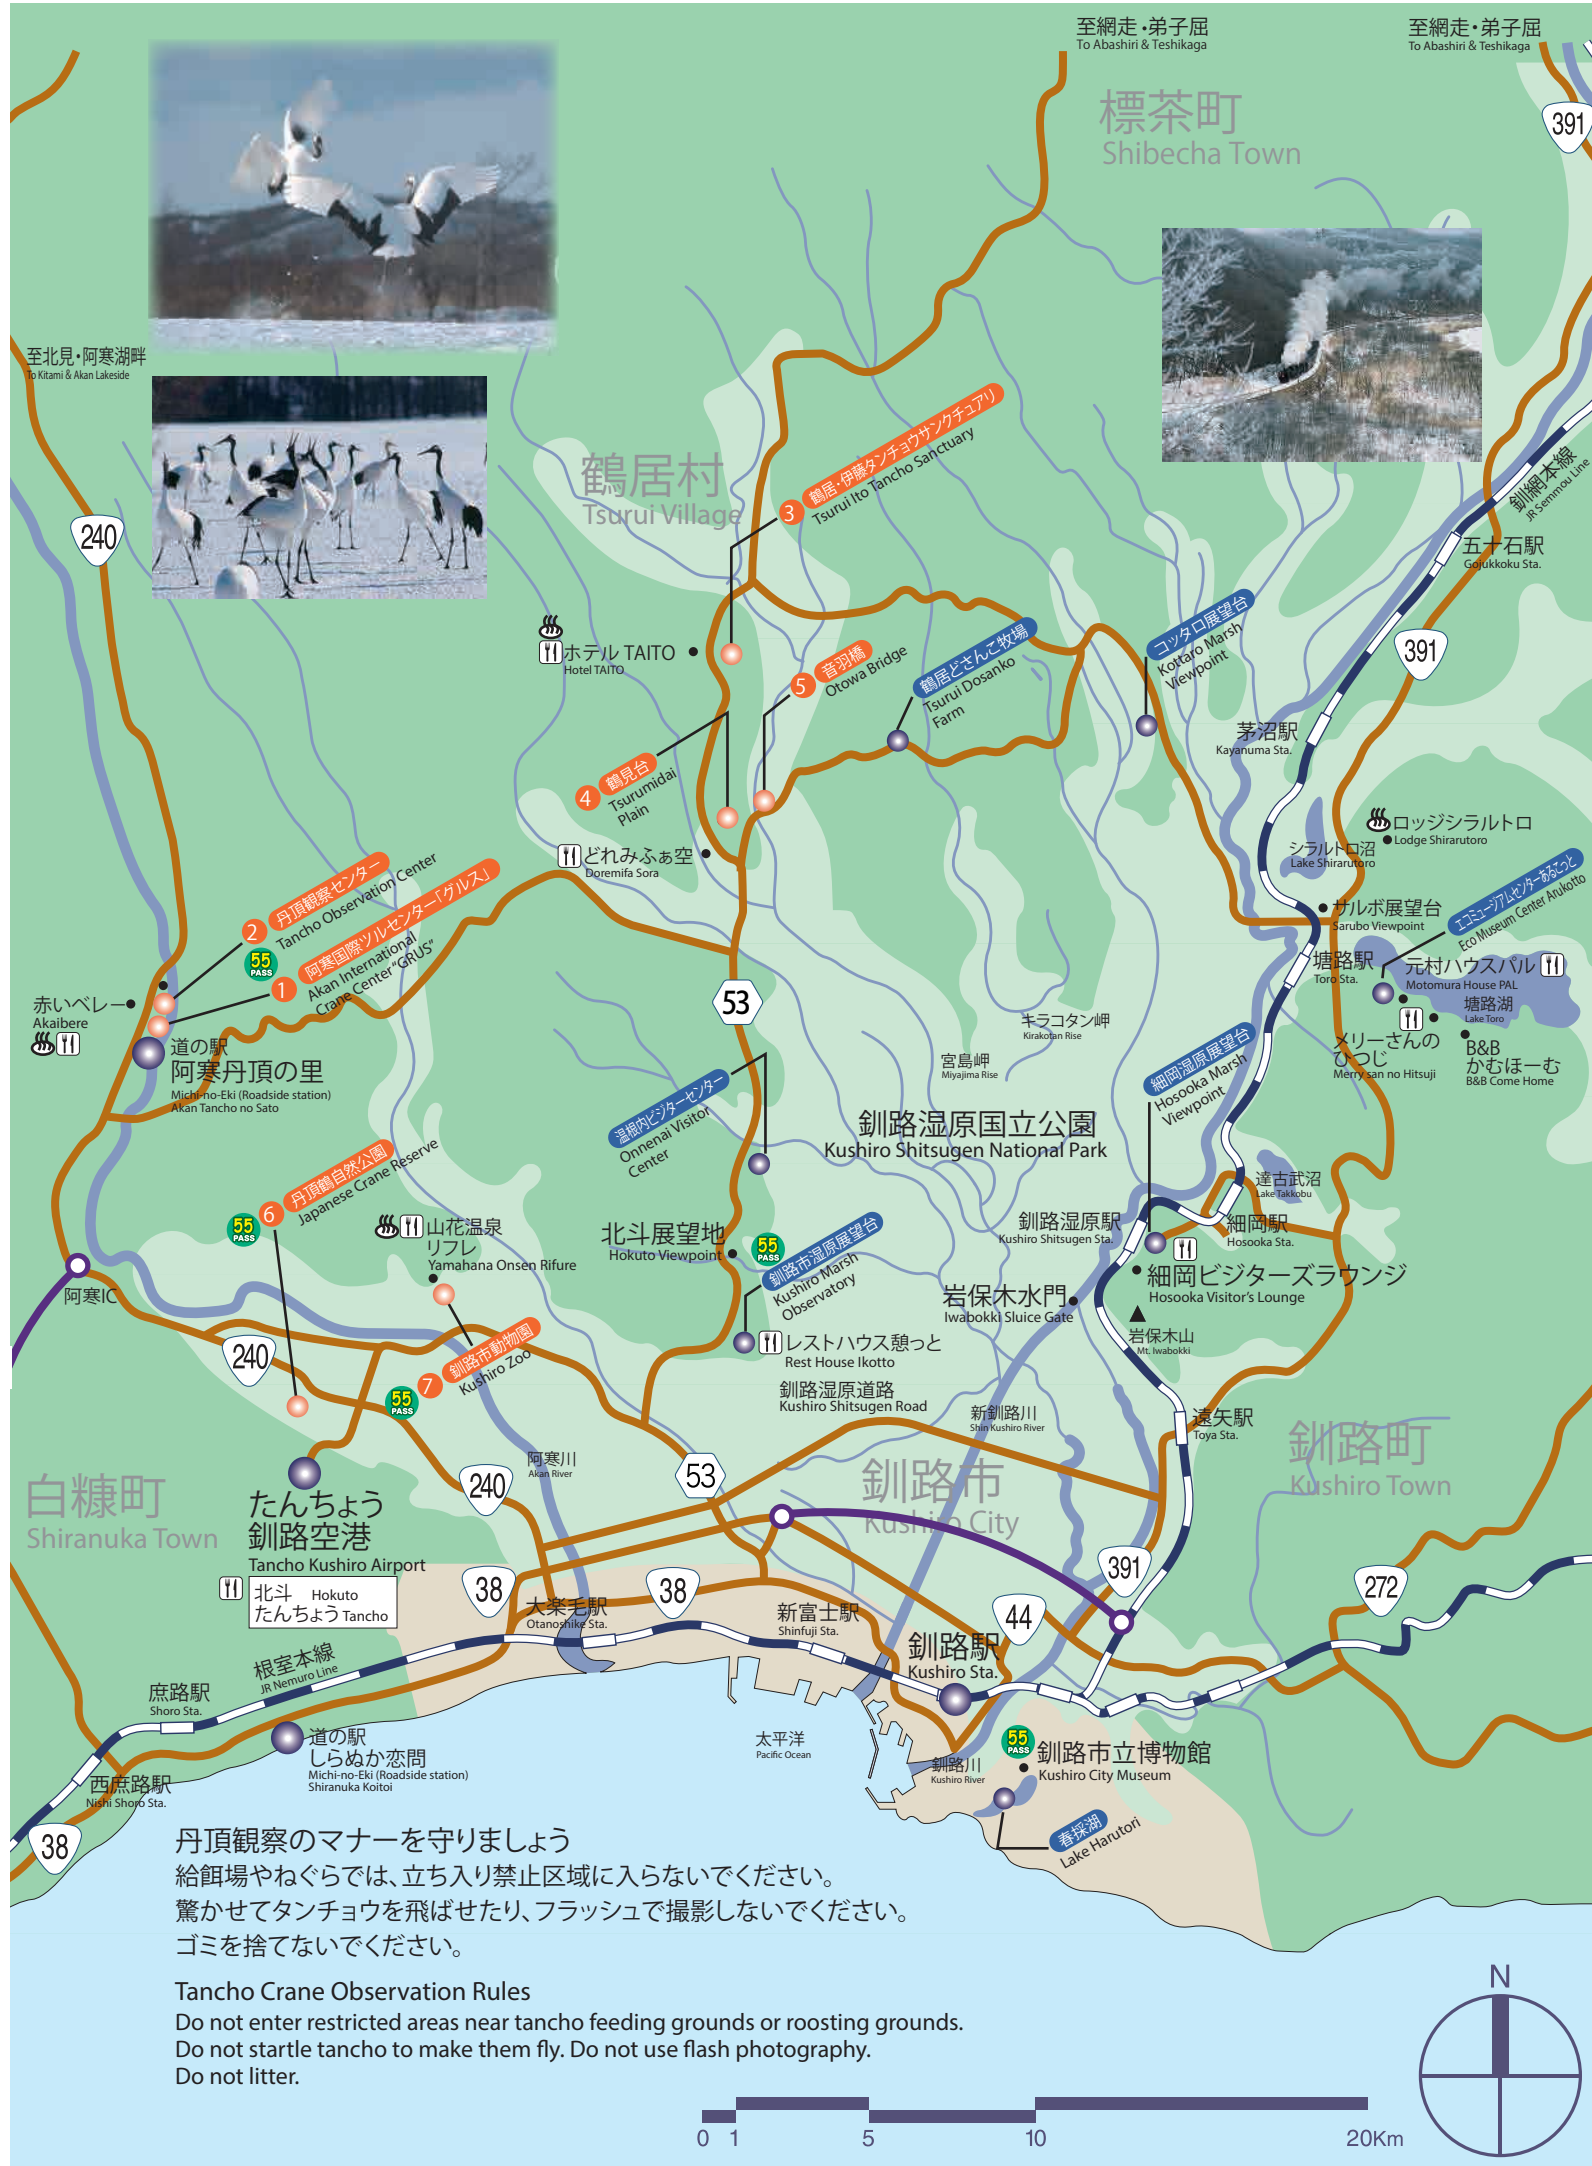 至網走・弟子屈
To Abashiri & Teshikaga
至網走・弟子屈
To Abashiri & Teshikaga
391
標茶町
Shibecha Town
至北見・阿寒湖畔
To Kitami & Akan Lakeside
240
鶴居村
Tsurui Village
3
鶴居・伊藤タンチョウサンクチュアリ
Tsurui Ito Tancho Sanctuary
釧網本線
JR Semmou Line
五十石駅
Gojukkoku Sta.
391
ホテル TAITO
Hotel TAITO
5
音羽橋
Otowa Bridge
鶴居どさんこ牧場
Tsurui Dosanko
Farm
コッタロ展望台
Kottaro Marsh
Viewpoint
茅沼駅
Kayanuma Sta.
4
鶴見台
Tsurumidai
Plain
どれみふぁ空
Doremifa Sora
シラルトロ沼
Lake Shirarutoro
ロッジシラルトロ
Lodge Shirarutoro
サルボ展望台
Sarubo Viewpoint
エコミュージアムセンターあるこっと
Eco Museum Center Arukotto
2
丹頂観察センター
Tancho Observation Center
55
PASS
1
阿寒国際ツルセンター「グルス」
Akan International
Crane Center "GRUS"
赤いベレー
Akaibere
道の駅
阿寒丹頂の里
Michi-no-Eki (Roadside station)
Akan Tancho no Sato
53
塘路駅
Toro Sta.
元村ハウスパル
Motomura House PAL
塘路湖
Lake Toro
メリーさんの
ひつじ
Merry san no Hitsuji
B&B
かむほーむ
B&B Come Home
キラコタン岬
Kirakotan Rise
宮島岬
Miyajima Rise
細岡湿原展望台
Hosooka Marsh
Viewpoint
温根内ビジターセンター
Onnenai Visitor
Center
釧路湿原国立公園
Kushiro Shitsugen National Park
達古武沼
Lake Takkobu
55
PASS
6
丹頂鶴自然公園
Japanese Crane Reserve
山花温泉
リフレ
Yamahana Onsen Rifure
北斗展望地
Hokuto Viewpoint
55
PASS
釧路市湿原展望台
Kushiro Marsh
Observatory
釧路湿原駅
Kushiro Shitsugen Sta.
細岡駅
Hosooka Sta.
細岡ビジターズラウンジ
Hosooka Visitor's Lounge
阿寒IC
岩保木水門
Iwabokki Sluice Gate
岩保木山
Mt. Iwabokki
240
55
PASS
7
釧路市動物園
Kushiro Zoo
レストハウス憩っと
Rest House Ikotto
釧路湿原道路
Kushiro Shitsugen Road
新釧路川
Shin Kushiro River
遠矢駅
Toya Sta.
釧路町
Kushiro Town
阿寒川
Akan River
53
240
釧路市
Kushiro City
白糠町
Shiranuka Town
たんちょう
釧路空港
Tancho Kushiro Airport
北斗 Hokuto
たんちょう Tancho
38
38
391
272
44
大楽毛駅
Otanoshike Sta.
新富士駅
Shinfuji Sta.
釧路駅
Kushiro Sta.
根室本線
JR Nemuro Line
庶路駅
Shoro Sta.
道の駅
しらぬか恋問
Michi-no-Eki (Roadside station)
Shiranuka Koitoi
西庶路駅
Nishi Shoro Sta.
38
太平洋
Pacific Ocean
釧路川
Kushiro River
55
PASS
釧路市立博物館
Kushiro City Museum
春採湖
Lake Harutori
丹頂観察のマナーを守りましょう
給餌場やねぐらでは、立ち入り禁止区域に入らないでください。
驚かせてタンチョウを飛ばせたり、フラッシュで撮影しないでください。
ゴミを捨てないでください。
Tancho Crane Observation Rules
Do not enter restricted areas near tancho feeding grounds or roosting grounds.
Do not startle tancho to make them fly. Do not use flash photography.
Do not litter.
N
0 1 5 10 20Km